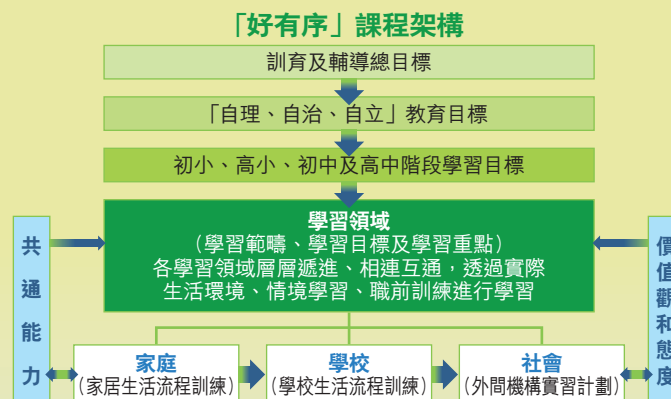 「好有序」課程架構
訓育及輔導總目標
「自理、自治、自立」教育目標
初小、高小、初中及高中階段學習目標
學習領域
（學習範疇、學習目標及學習重點）
各學習領域層層遞進、相連互通，透過實際
生活環境、情境學習、職前訓練進行學習
共通能力
價值觀和態度
家庭
（家居生活流程訓練）
學校
（學校生活流程訓練）
社會
（外間機構實習計劃）